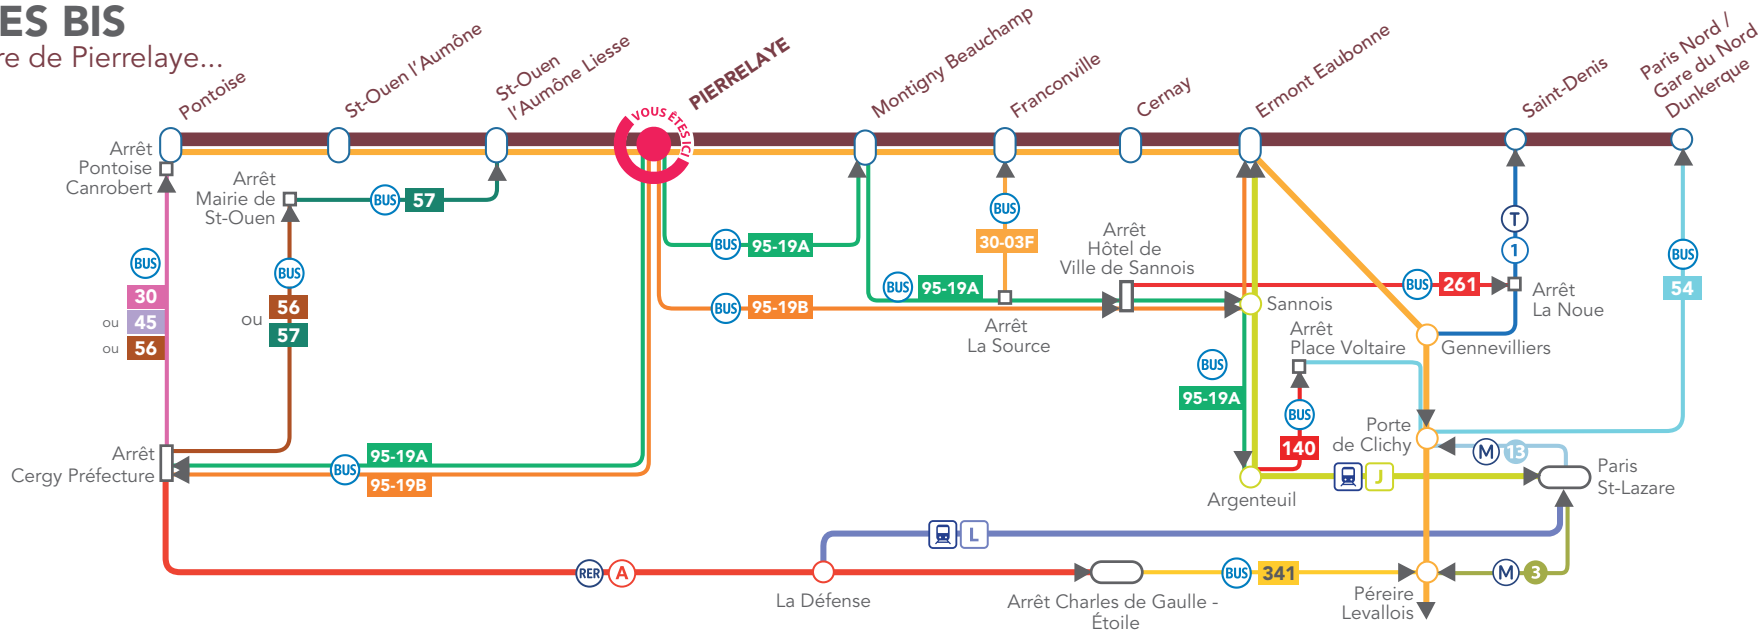 ES BIS
re de Pierrelaye...
Pontoise
St-Ouen l'Aumône
St-Ouen
l'Aumône Liesse
PIERRELAYE
VOUS ÊTES ICI
Montigny Beauchamp
Franconville
Cernay
Ermont Eaubonne
Saint-Denis
Paris Nord /
Gare du Nord
Dunkerque
Arrêt
Pontoise
Canrobert
Arrêt
Mairie de
St-Ouen
BUS 57
BUS
30
ou 45
ou 56
BUS
56
ou
57
BUS 95-19A
BUS 95-19B
BUS 95-19A
BUS
30-03F
Arrêt
La Source
Arrêt
Hôtel de
Ville de Sannois
BUS 261
T
1
Arrêt
La Noue
BUS
54
Sannois
Arrêt
Place Voltaire
Gennevilliers
BUS
95-19A
BUS
140
Porte
de Clichy
M 13
Arrêt
Cergy Préfecture
95-19A
BUS
95-19B
Argenteuil
J
Paris
St-Lazare
L
RER A
La Défense
Arrêt Charles de Gaulle -
Étoile
BUS 341
Péreire
Levallois
M 3